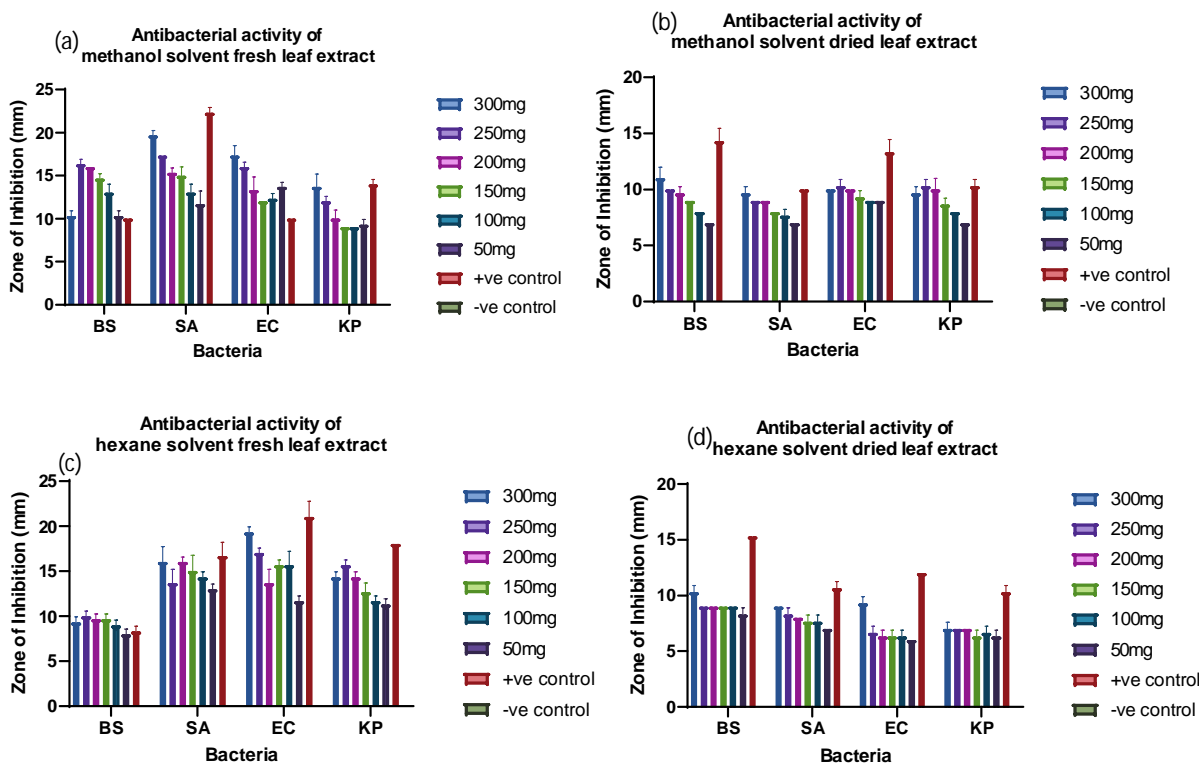 (a)
Antibacterial activity of
methanol solvent fresh leaf extract
Zone of Inhibition (mm)
25
20
15
10
5
0
BS SA EC KP
Bacteria
300mg
250mg
200mg
150mg
100mg
50mg
+ve control
-ve control
(b)
Antibacterial activity of
methanol solvent dried leaf extract
Zone of Inhibition (mm)
20
15
10
5
0
BS SA EC KP
Bacteria
300mg
250mg
200mg
150mg
100mg
50mg
+ve control
-ve control
(c)
Antibacterial activity of
hexane solvent fresh leaf extract
Zone of Inhibition (mm)
25
20
15
10
5
0
BS SA EC KP
Bacteria
300mg
250mg
200mg
150mg
100mg
50mg
+ve control
-ve control
(d)
Antibacterial activity of
hexane solvent dried leaf extract
Zone of Inhibition (mm)
20
15
10
5
0
BS SA EC KP
Bacteria
300mg
250mg
200mg
150mg
100mg
50mg
+ve control
-ve control